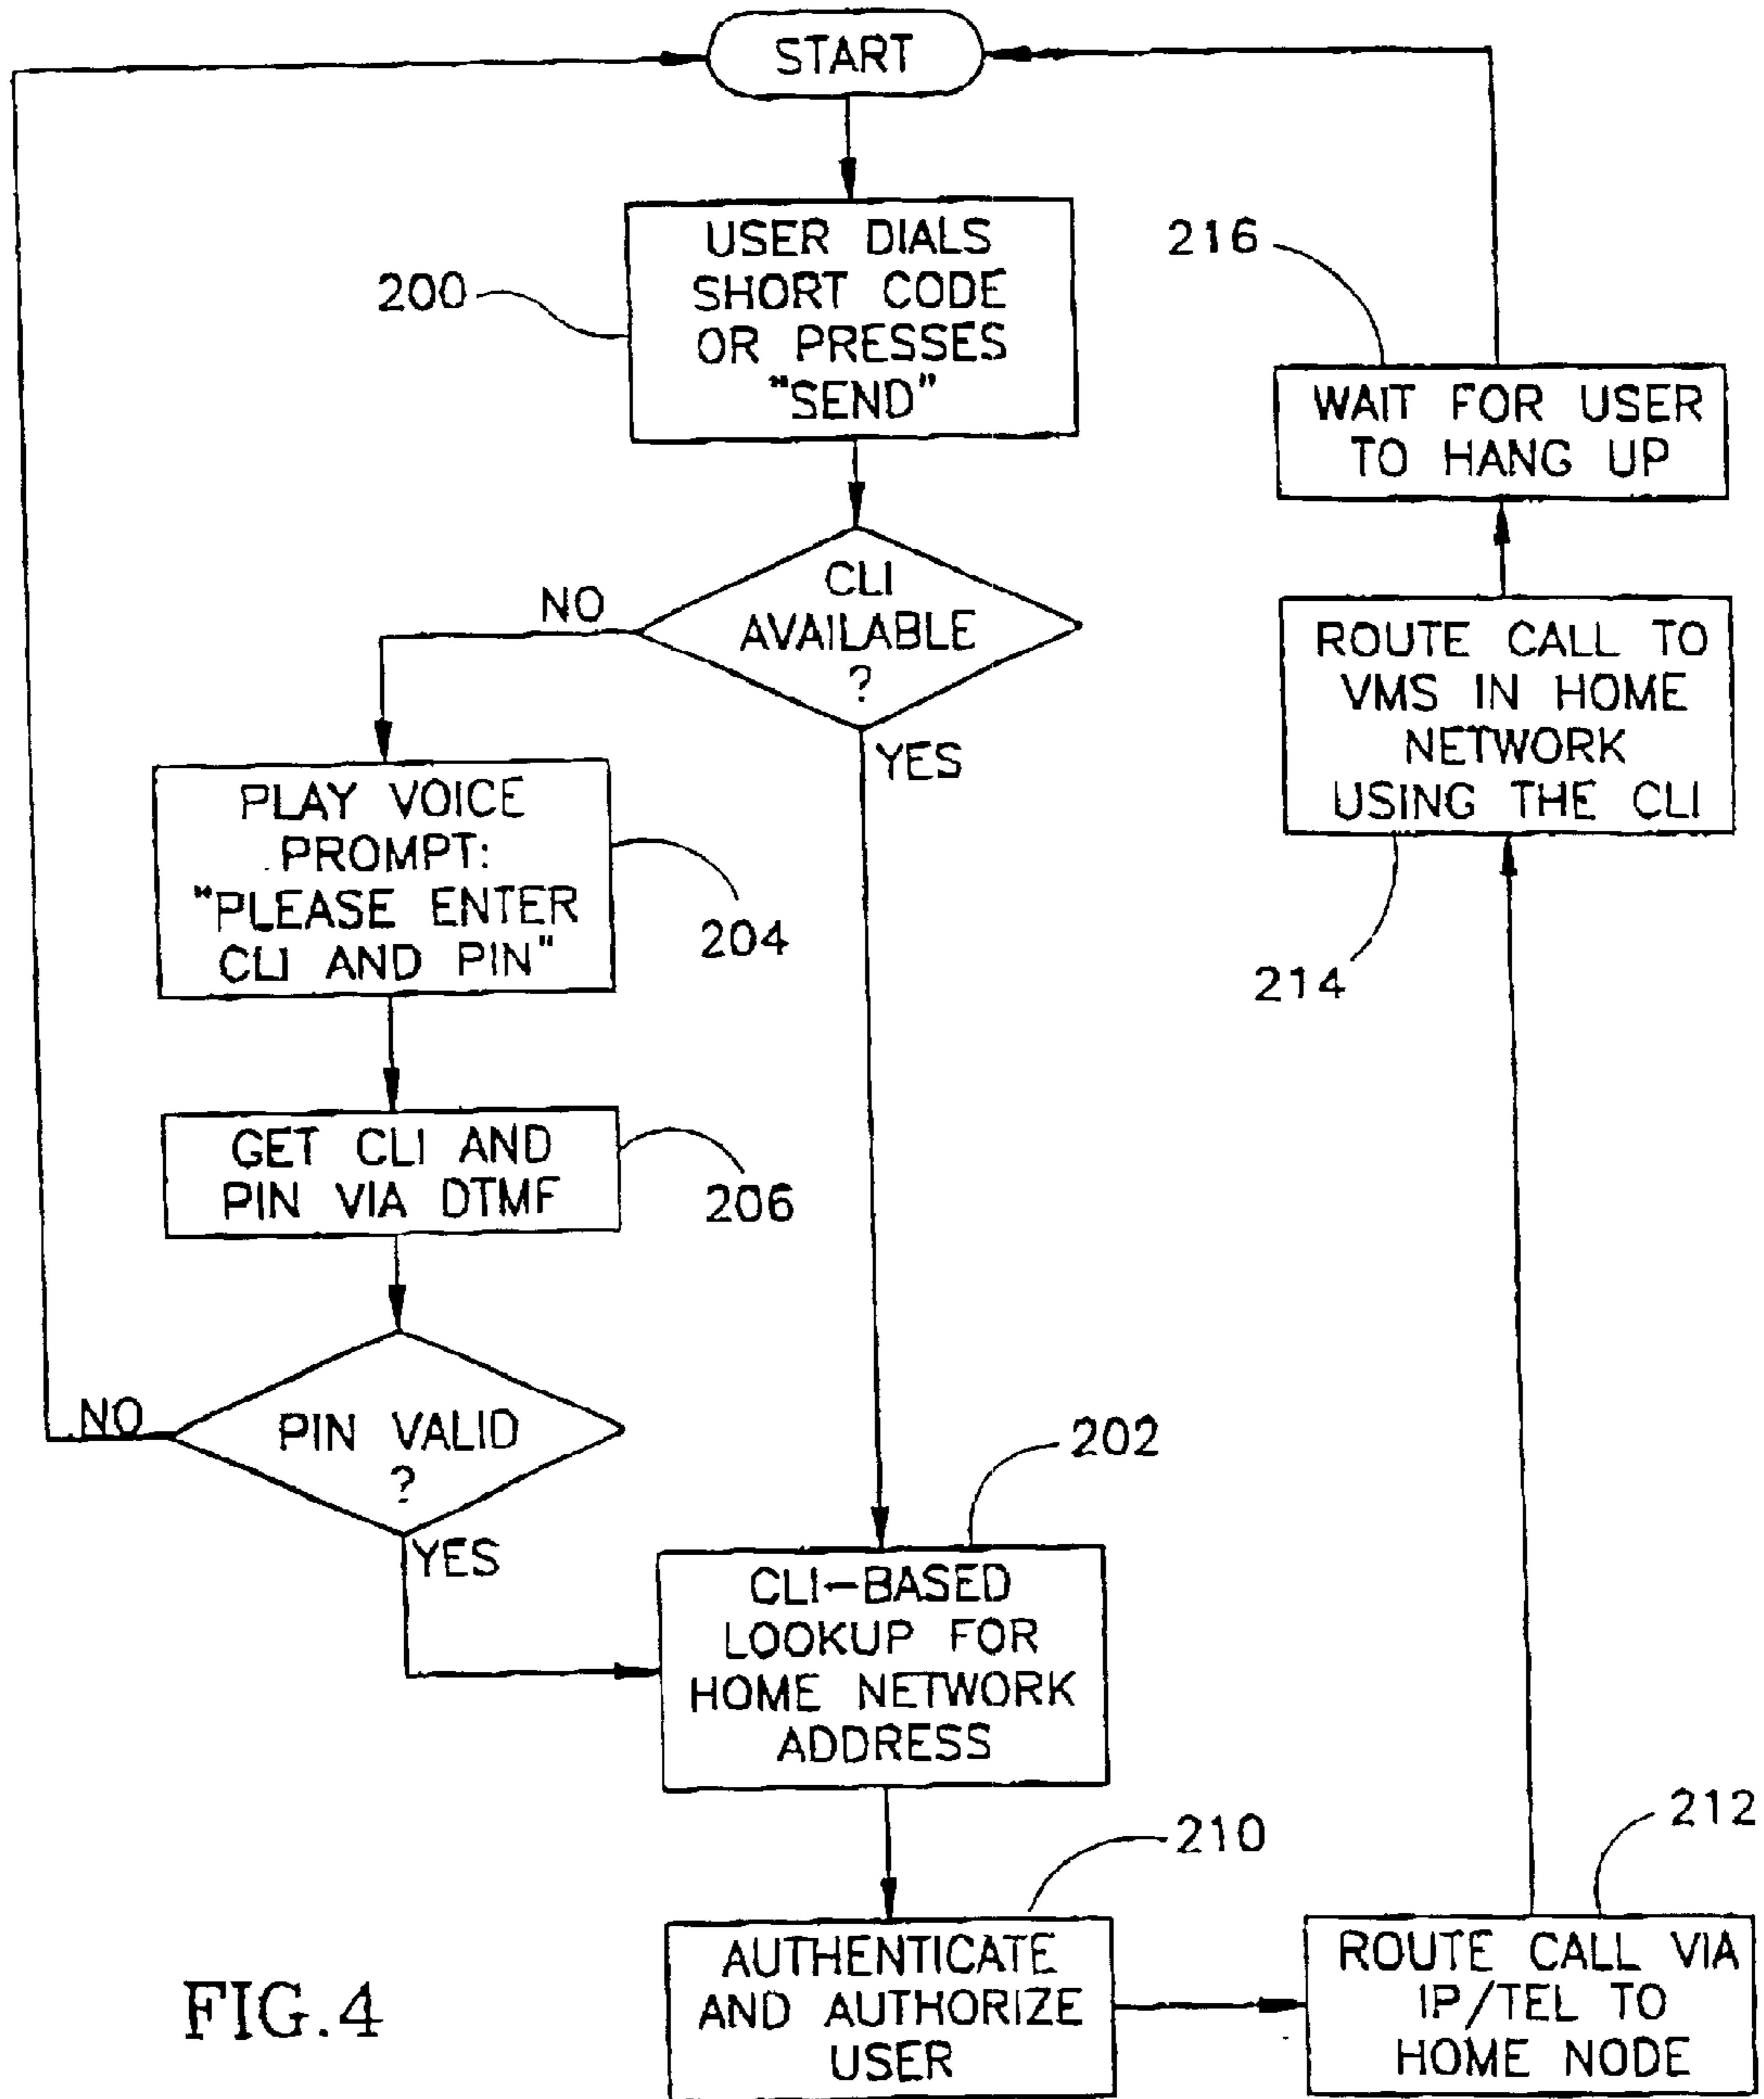 START
USER DIALS
SHORT CODE
OR PRESSES
"SEND"
200
CLI
AVAILABLE
?
NO
YES
PLAY VOICE
PROMPT:
"PLEASE ENTER
CLI AND PIN"
204
GET CLI AND
PIN VIA DTMF
206
PIN VALID
?
NO
YES
CLI-BASED
LOOKUP FOR
HOME NETWORK
ADDRESS
202
AUTHENTICATE
AND AUTHORIZE
USER
210
ROUTE CALL VIA
IP/TEL TO
HOME NODE
212
ROUTE CALL TO
VMS IN HOME
NETWORK
USING THE CLI
214
WAIT FOR USER
TO HANG UP
216
FIG.4